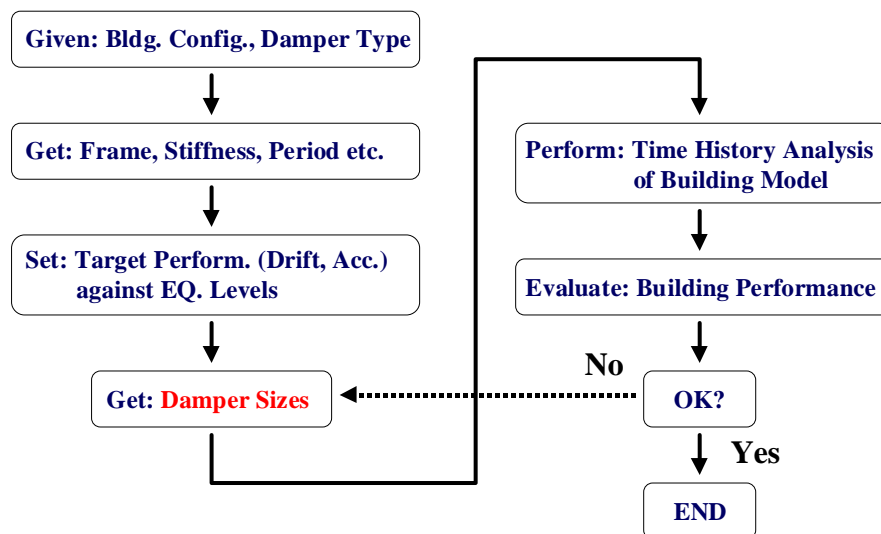 Given: Bldg. Config., Damper Type
Get: Frame, Stiffness, Period etc.
Set: Target Perform. (Drift, Acc.)
against EQ. Levels
Get: Damper Sizes
Perform: Time History Analysis
of Building Model
Evaluate: Building Performance
No
OK?
Yes
END